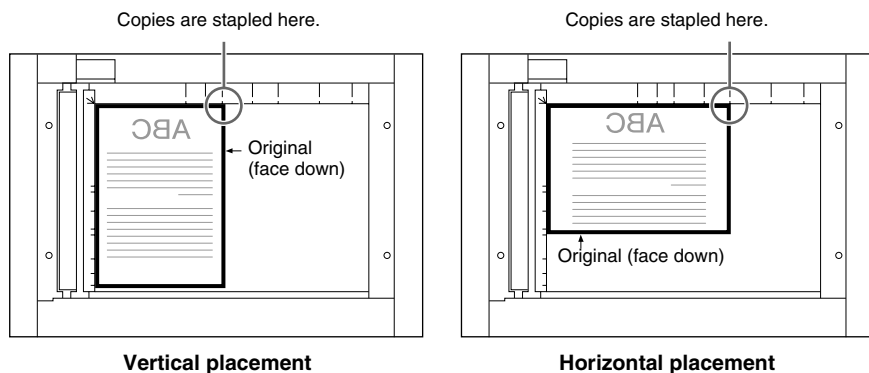 Copies are stapled here.
ABC
Original
(face down)
Vertical placement
Copies are stapled here.
ABC
Original (face down)
Horizontal placement